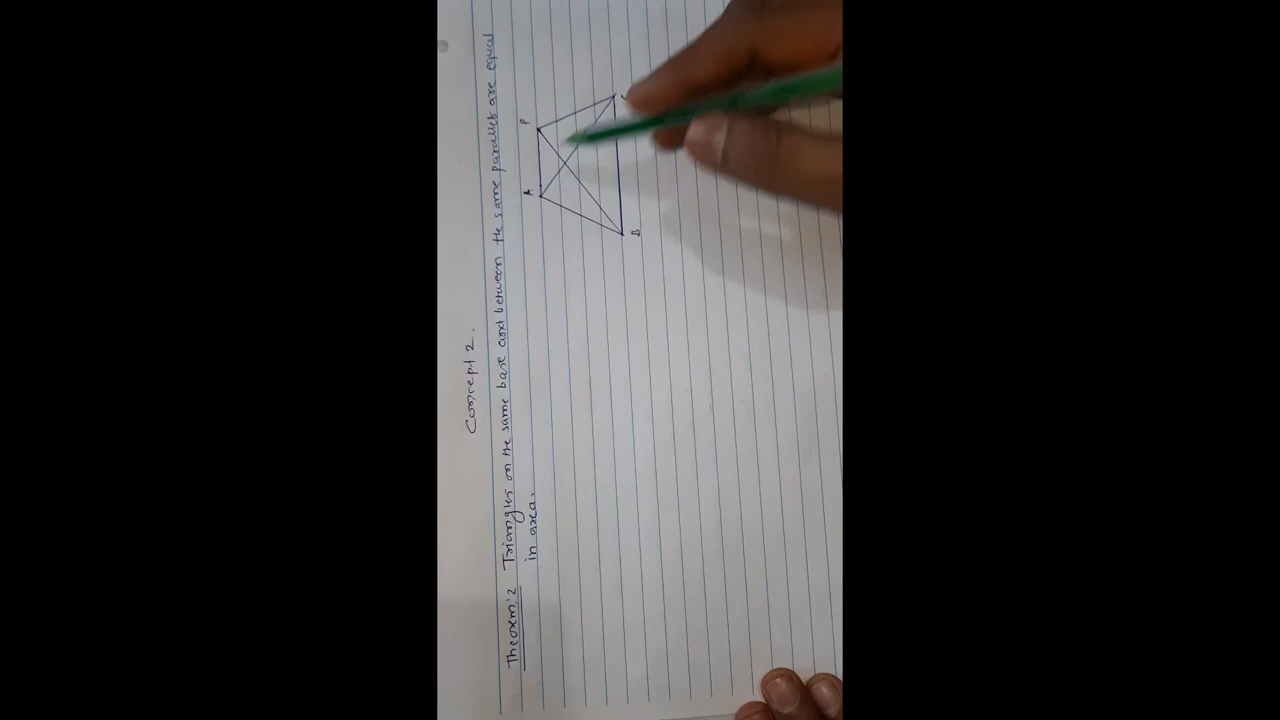 Concept 2.
Theorem: 2 Triangles on the same base and between the same parallels are equal
in area.
A
P
B